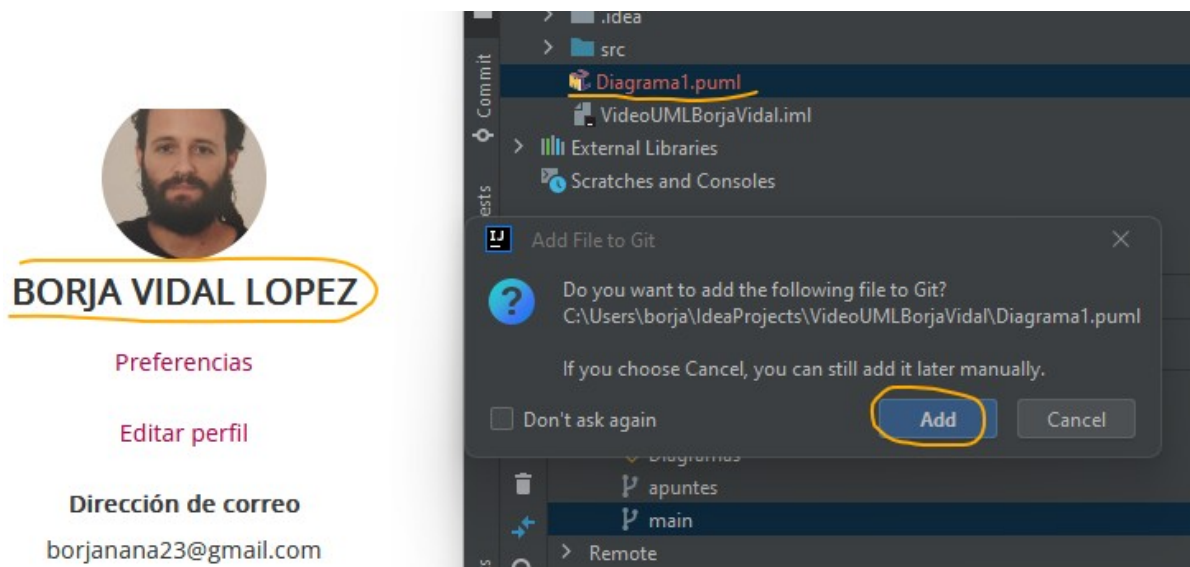 BORJA VIDAL LOPEZ
Preferencias
Editar perfil
Dirección de correo
borjanana23@gmail.com
.idea
src
Diagrama1.puml
VideoUMLBorjaVidal.iml
External Libraries
Scratches and Consoles
Commit
Add File to Git
Do you want to add the following file to Git?
C:\Users\borja\IdeaProjects\VideoUMLBorjaVidal\Diagrama1.puml
If you choose Cancel, you can still add it later manually.
Don't ask again
Add
Cancel
Diagramas
apuntes
main
Remote